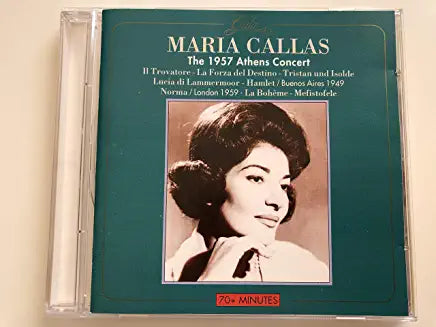 MARIA CALLAS
The 1957 Athens Concert
Il Trovatore - La Forza del Destino - Tristan und Isolde
Lucia di Lammermoor - Hamlet / Buenos Aires 1949
Norma / London 1959 - La Bohème - Mefistofele
70+ MINUTES